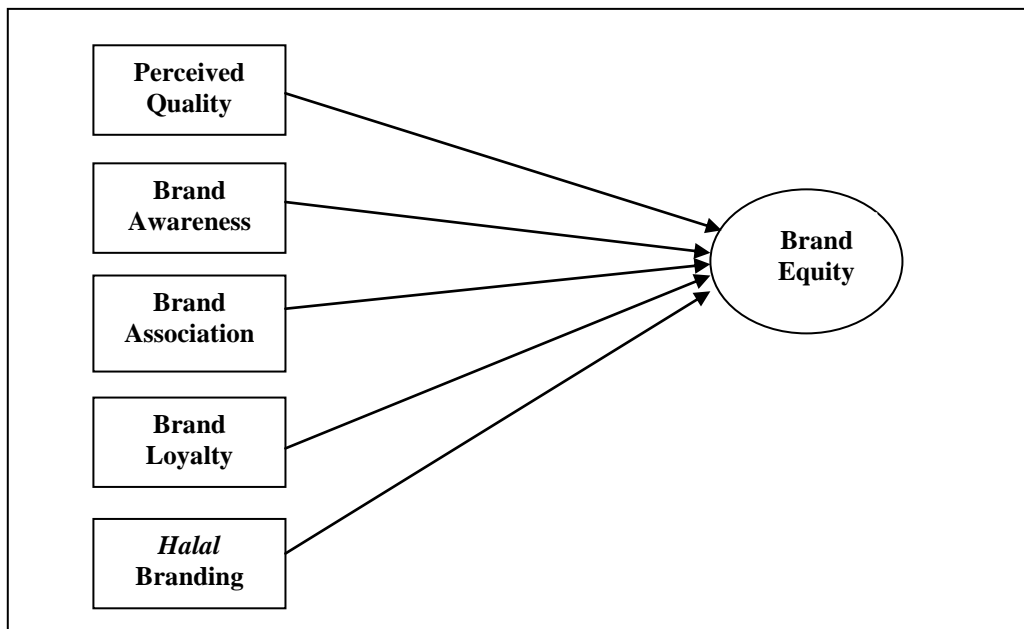 Perceived
Quality
Brand
Awareness
Brand
Association
Brand
Loyalty
Halal
Branding
Brand
Equity